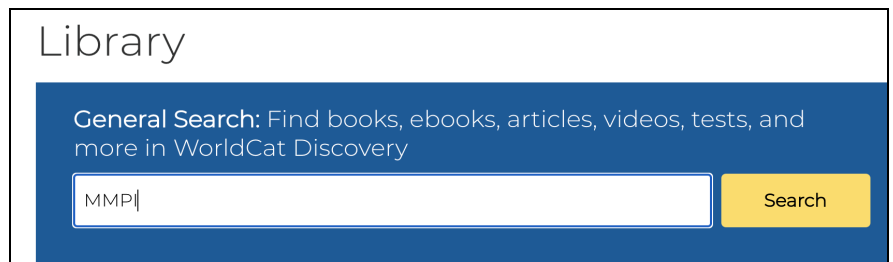 Library
General Search: Find books, ebooks, articles, videos, tests, and
more in WorldCat Discovery
MMPI
Search